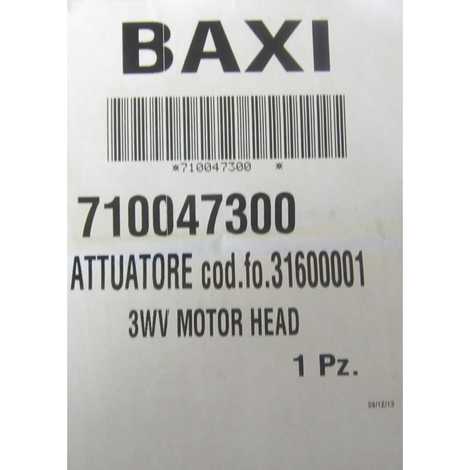 BAXI
*710047300 *
710047300
ATTUATORE cod.fo.31600001
3WV MOTOR HEAD
1 Pz.